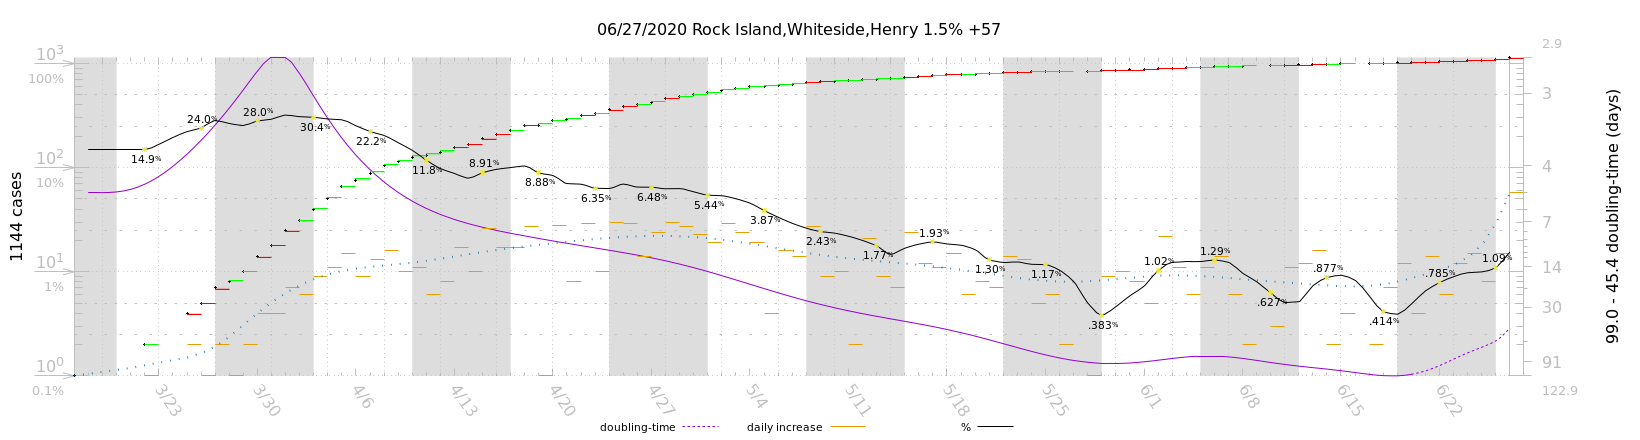 06/27/2020 Rock Island,Whiteside,Henry 1.5% +57
10³ 2.9
100%
3
24.0% 28.0%
30.4%
22.2%
10² 14.9% 11.8% 8.91% 4
10% 8.88%
6.35% 6.48% 5.44%
3.87% 7
2.43% 1.77% 1.93% 1.02% 1.29%
10¹ 1.30% 1.17% .877% .785% 1.09% 14
1%
.383% .627% .414% 30
10⁰ 91
0.1% 122.9
3/23 3/30 4/6 4/13 4/20 4/27 5/4 5/11 5/18 5/25 6/1 6/8 6/15 6/22
1144 cases
99.0 - 45.4 doubling-time (days)
doubling-time daily increase %